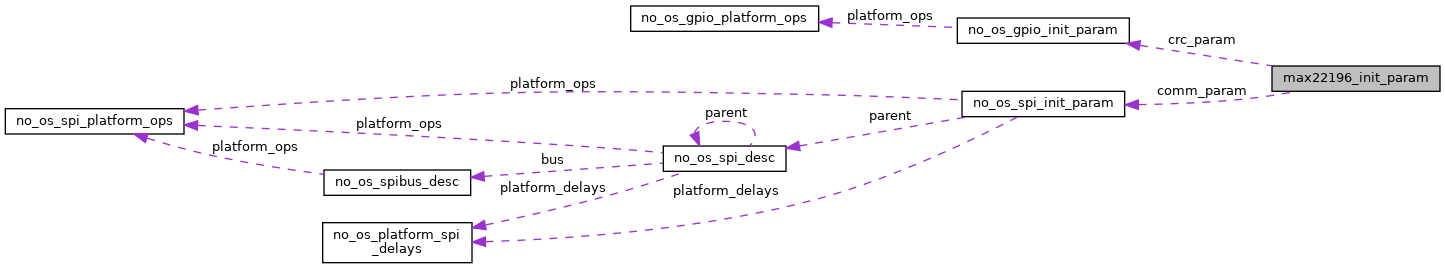 no_os_gpio_platform_ops
platform_ops
no_os_gpio_init_param
crc_param
max22196_init_param
platform_ops
comm_param
no_os_spi_init_param
no_os_spi_platform_ops
platform_ops
parent
parent
no_os_spi_desc
platform_ops
bus
no_os_spibus_desc
platform_delays
platform_delays
no_os_platform_spi
_delays